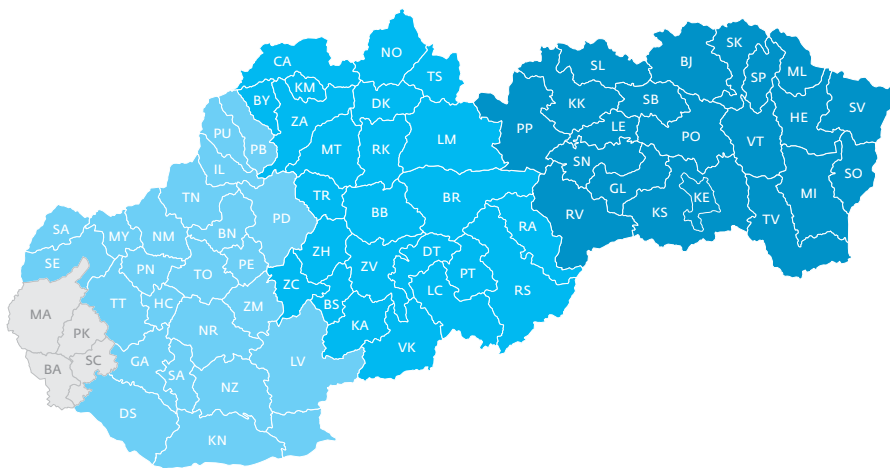 NO
SK
CA
SL
BJ
TS
SP
ML
KM
BY
DK
KK
SB
SV
ZA
PP
LE
HE
PU
PO
LM
VT
PB
MT
RK
SN
IL
SO
GL
MI
TN
TR
BR
KS
KE
BB
RV
TV
PD
RA
SA
MY
NM
BN
ZH
DT
SE
PN
TO
PE
ZV
PT
ZC
LC
RS
TT
HC
ZM
BS
MA
KA
PK
NR
VK
GA
LV
SC
BA
SA
NZ
DS
KN